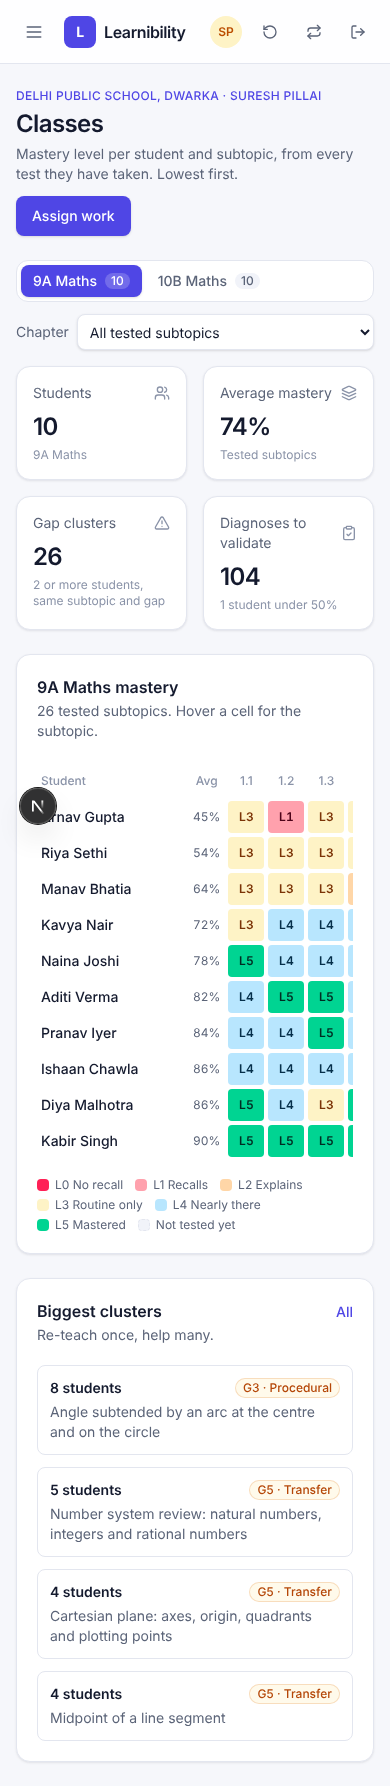 L Learnibility SP
DELHI PUBLIC SCHOOL, DWARKA · SURESH PILLAI
Classes
Mastery level per student and subtopic, from every
test they have taken. Lowest first.
Assign work
9A Maths 10 10B Maths 10
Chapter All tested subtopics
Students
10
9A Maths
Average mastery
74%
Tested subtopics
Gap clusters
26
2 or more students,
same subtopic and gap
Diagnoses to
validate
104
1 student under 50%
9A Maths mastery
26 tested subtopics. Hover a cell for the
subtopic.
Student Avg 1.1 1.2 1.3
N
Gupta 45% L3 L1 L3
Riya Sethi 54% L3 L3 L3
Manav Bhatia 64% L3 L3 L3
Kavya Nair 72% L3 L4 L4
Naina Joshi 78% L5 L4 L4
Aditi Verma 82% L4 L5 L5
Pranav Iyer 84% L4 L4 L5
Ishaan Chawla 86% L4 L4 L4
Diya Malhotra 86% L5 L4 L3
Kabir Singh 90% L5 L5 L5
L0 No recall L1 Recalls L2 Explains
L3 Routine only L4 Nearly there
L5 Mastered Not tested yet
Biggest clusters All
Re-teach once, help many.
8 students G3 · Procedural
Angle subtended by an arc at the centre
and on the circle
5 students G5 · Transfer
Number system review: natural numbers,
integers and rational numbers
4 students G5 · Transfer
Cartesian plane: axes, origin, quadrants
and plotting points
4 students G5 · Transfer
Midpoint of a line segment